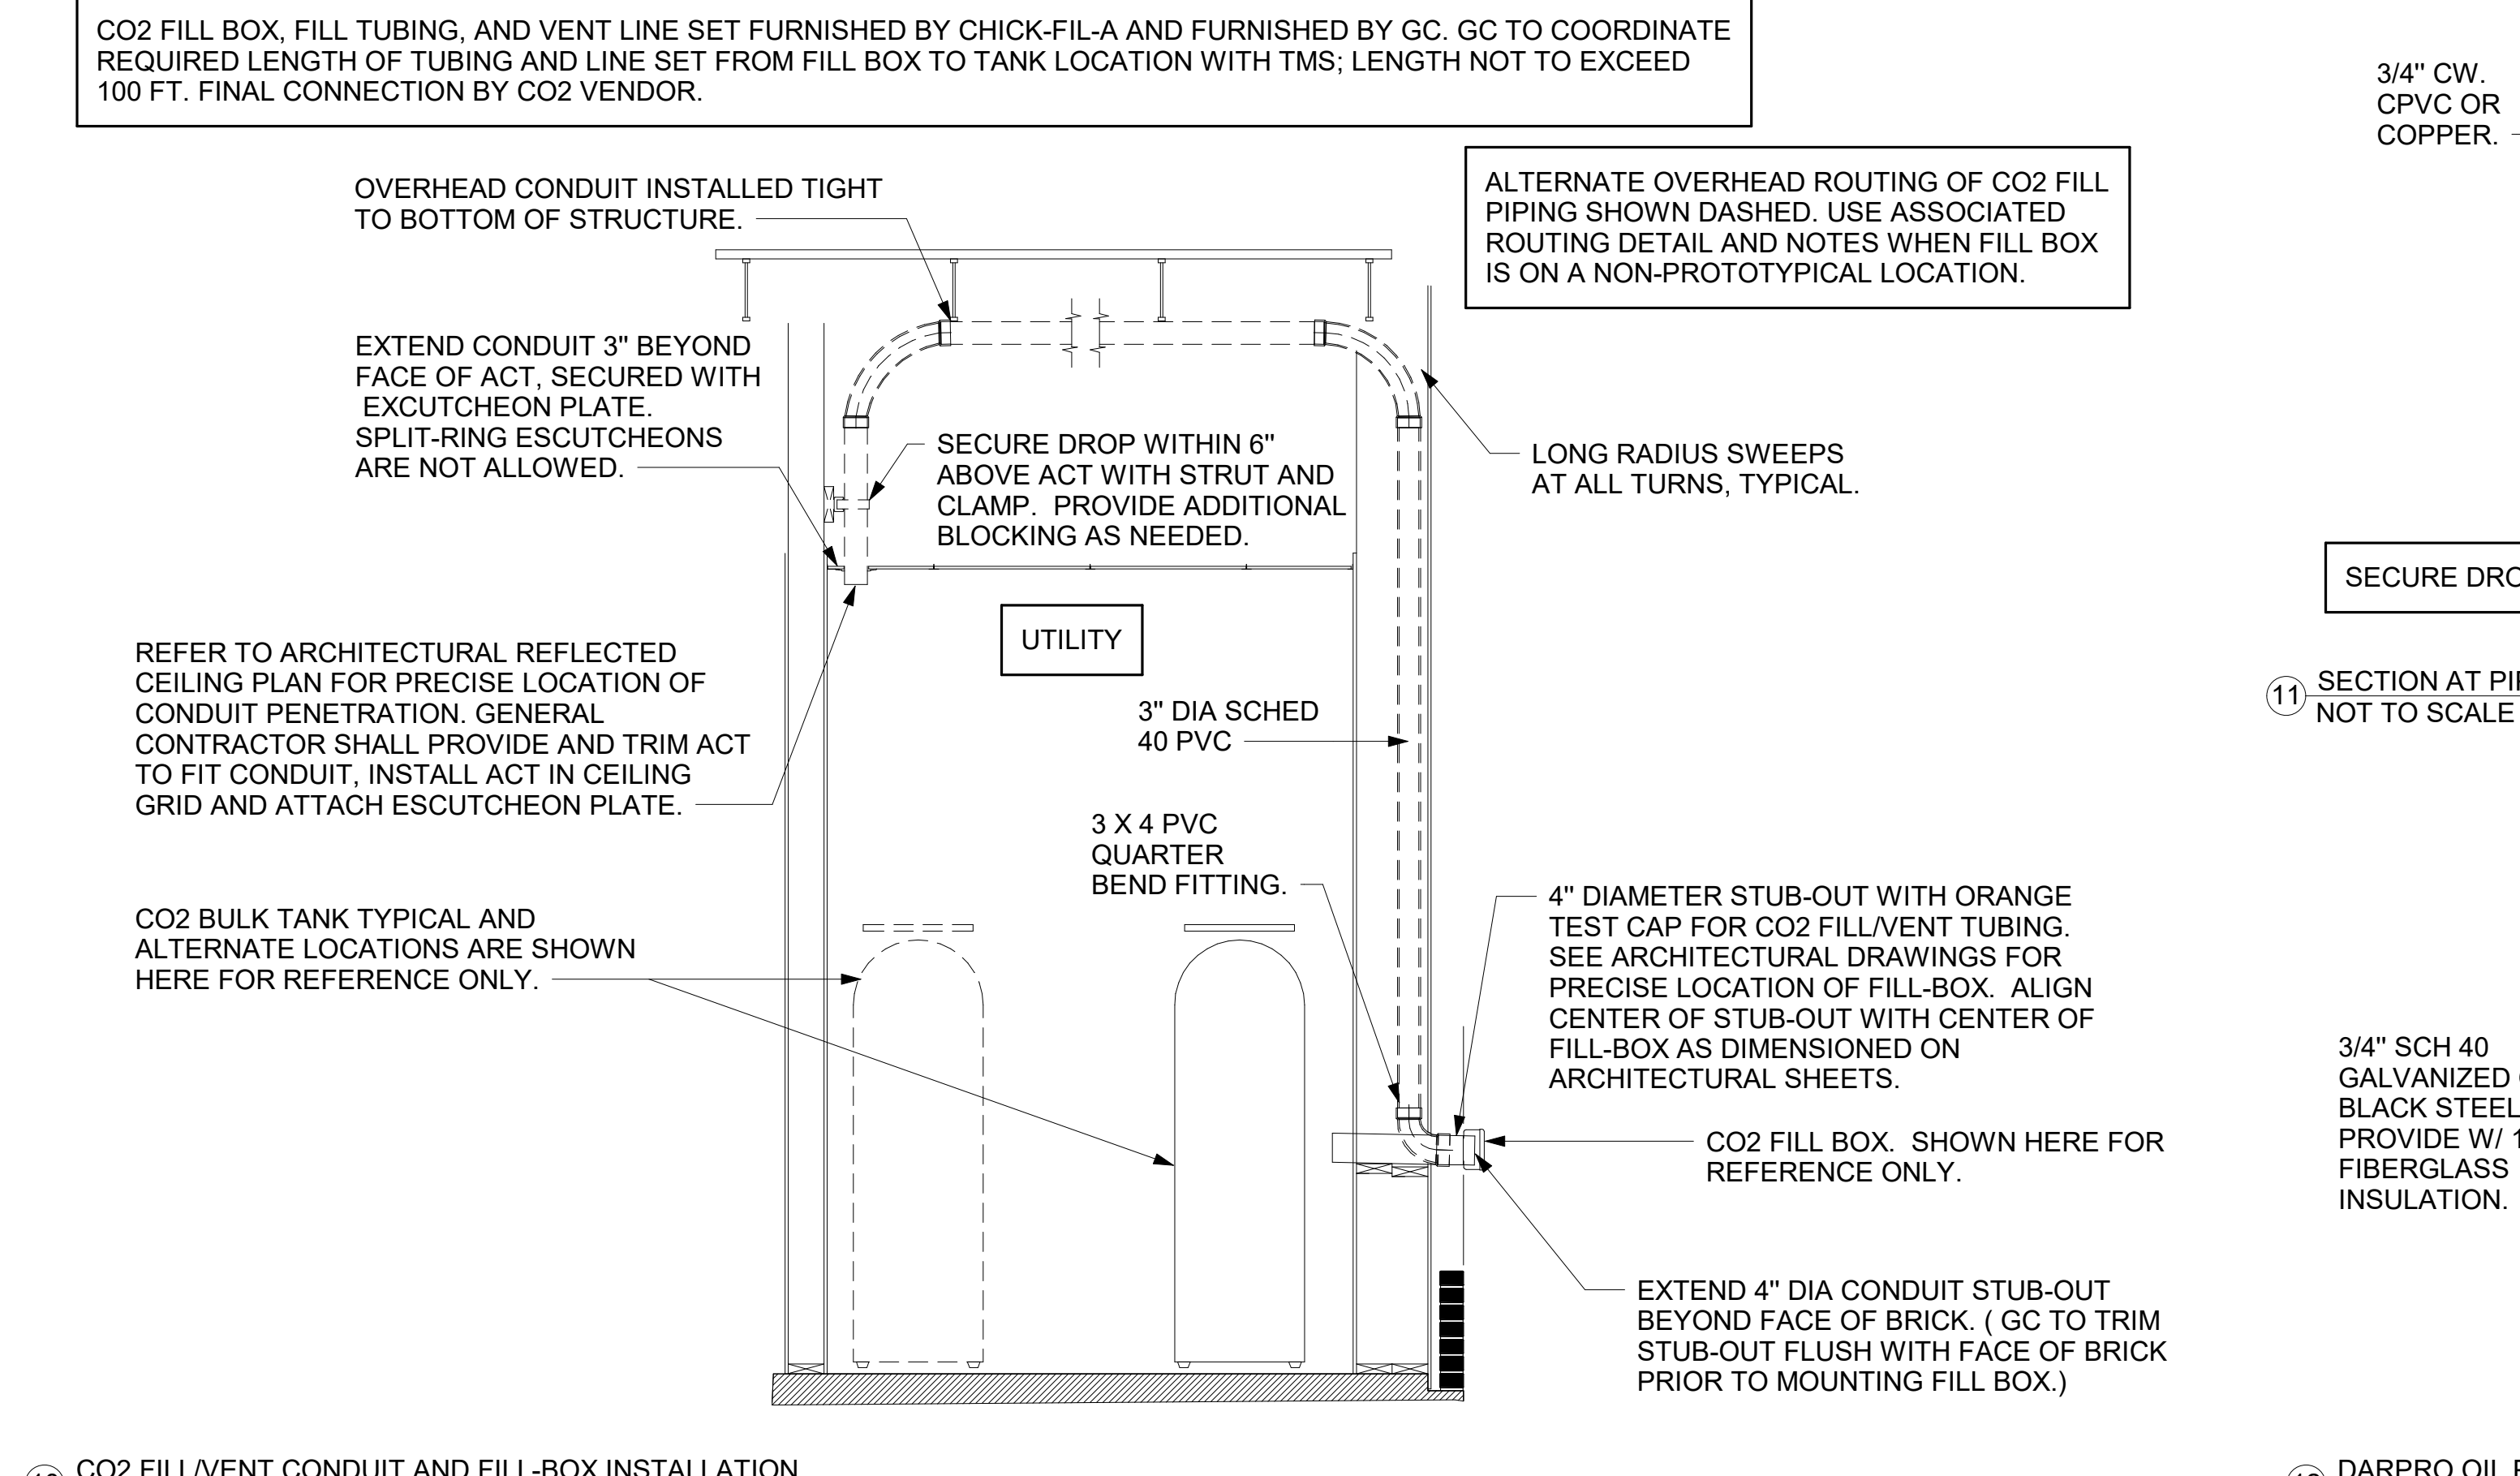 CO2 FILL BOX, FILL TUBING, AND VENT LINE SET FURNISHED BY CHICK-FIL-A AND FURNISHED BY GC. GC TO COORDINATE
REQUIRED LENGTH OF TUBING AND LINE SET FROM FILL BOX TO TANK LOCATION WITH TMS; LENGTH NOT TO EXCEED
100 FT. FINAL CONNECTION BY CO2 VENDOR.
OVERHEAD CONDUIT INSTALLED TIGHT
TO BOTTOM OF STRUCTURE.
ALTERNATE OVERHEAD ROUTING OF CO2 FILL
PIPING SHOWN DASHED. USE ASSOCIATED
ROUTING DETAIL AND NOTES WHEN FILL BOX
IS ON A NON-PROTOTYPICAL LOCATION.
EXTEND CONDUIT 3" BEYOND
FACE OF ACT, SECURED WITH
EXCUTCHEON PLATE.
SPLIT-RING ESCUTCHEONS
ARE NOT ALLOWED.
SECURE DROP WITHIN 6"
ABOVE ACT WITH STRUT AND
CLAMP. PROVIDE ADDITIONAL
BLOCKING AS NEEDED.
LONG RADIUS SWEEPS
AT ALL TURNS, TYPICAL.
UTILITY
REFER TO ARCHITECTURAL REFLECTED
CEILING PLAN FOR PRECISE LOCATION OF
CONDUIT PENETRATION. GENERAL
CONTRACTOR SHALL PROVIDE AND TRIM ACT
TO FIT CONDUIT, INSTALL ACT IN CEILING
GRID AND ATTACH ESCUTCHEON PLATE.
3" DIA SCHED
40 PVC
3 X 4 PVC
QUARTER
BEND FITTING.
CO2 BULK TANK TYPICAL AND
ALTERNATE LOCATIONS ARE SHOWN
HERE FOR REFERENCE ONLY.
4" DIAMETER STUB-OUT WITH ORANGE
TEST CAP FOR CO2 FILL/VENT TUBING.
SEE ARCHITECTURAL DRAWINGS FOR
PRECISE LOCATION OF FILL-BOX. ALIGN
CENTER OF STUB-OUT WITH CENTER OF
FILL-BOX AS DIMENSIONED ON
ARCHITECTURAL SHEETS.
CO2 FILL BOX. SHOWN HERE FOR
REFERENCE ONLY.
EXTEND 4" DIA CONDUIT STUB-OUT
BEYOND FACE OF BRICK. ( GC TO TRIM
STUB-OUT FLUSH WITH FACE OF BRICK
PRIOR TO MOUNTING FILL BOX.)
CO2 FILL/VENT CONDUIT AND FILL-BOX INSTALLATION
3/4" CW.
CPVC OR
COPPER.
SECURE
11 SECTION AT
NOT TO SCALE
3/4" SCH 40
GALVANIZED
BLACK STEEL
PROVIDE W/
FIBERGLASS
INSULATION.
DARPRO OIL